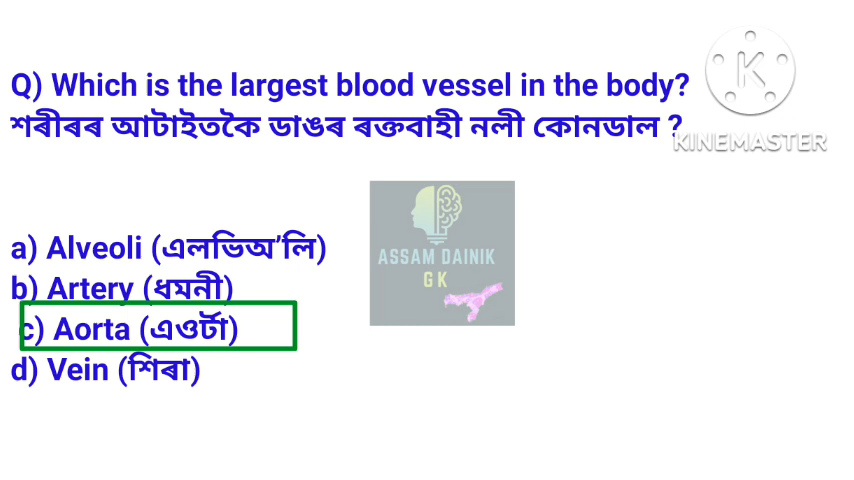 Q) Which is the largest blood vessel in the body?
শৰীৰৰ আটাইতকৈ ডাঙৰ ৰক্তবাহী নলী কোনডাল ?
KINEMASTER
ASSAM DAINIK
GK
a) Alveoli (এলভিঅ’লি)
b) Artery (ধমনী)
c) Aorta (এওৰ্টা)
d) Vein (শিৰা)